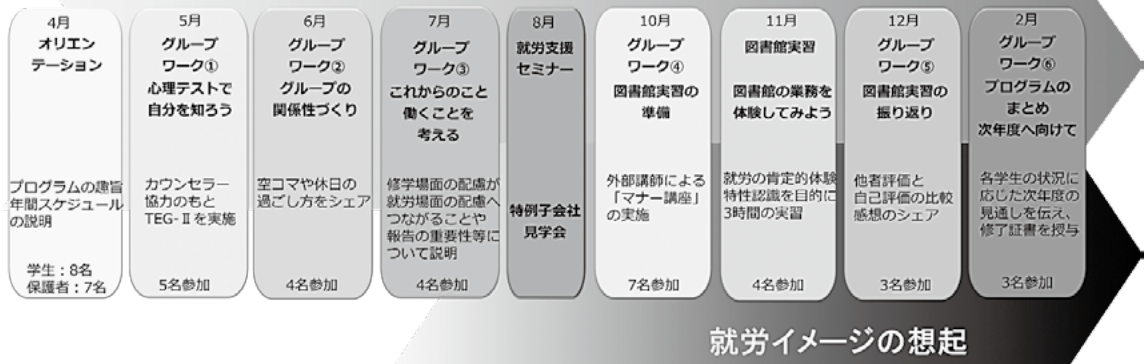 4月
オリエン
テーション
プログラムの趣旨
年間スケジュール
の説明
学生：8名
保護者：7名
5月
グループ
ワーク①
心理テストで
自分を知ろう
カウンセラー
協力のもと
TEG-Ⅱを実施
5名参加
6月
グループ
ワーク②
グループの
関係性づくり
空コマや休日の
過ごし方をシェア
4名参加
7月
グループ
ワーク③
これからのこと
働くことを
考える
修学場面の配慮が
就労場面の配慮へ
つながることや
報告の重要性等に
ついて説明
4名参加
8月
就労支援
セミナー
特例子会社
見学会
10月
グループ
ワーク④
図書館実習の
準備
外部講師による
「マナー講座」
の実施
7名参加
11月
図書館実習
図書館の業務を
体験してみよう
就労の肯定的体験
特性認識を目的に
3時間の実習
4名参加
12月
グループ
ワーク⑤
図書館実習の
振り返り
他者評価と
自己評価の比較
感想のシェア
3名参加
2月
グループ
ワーク⑥
プログラムの
まとめ
次年度へ向けて
各学生の状況に
応じた次年度の
見通しを伝え、
修了証書を授与
3名参加
就労イメージの想起